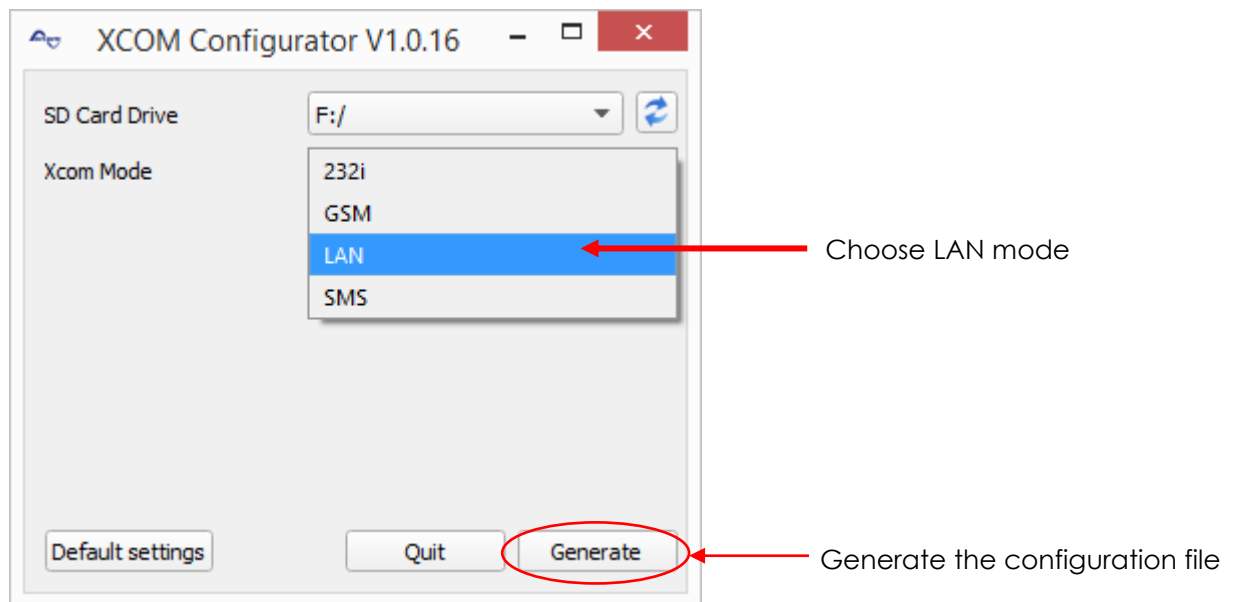 XCOM Configurator V1.0.16
SD Card Drive F:/
Xcom Mode
232i
GSM
LAN
Choose LAN mode
SMS
Default settings Quit Generate
Generate the configuration file